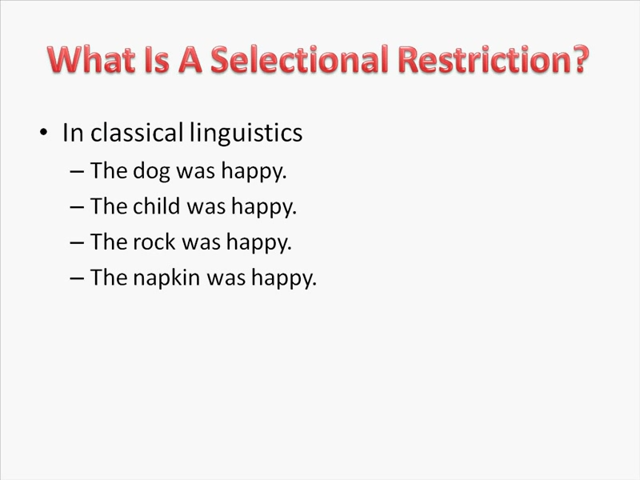 What Is A Selectional Restriction?
• In classical linguistics
– The dog was happy.
– The child was happy.
– The rock was happy.
– The napkin was happy.